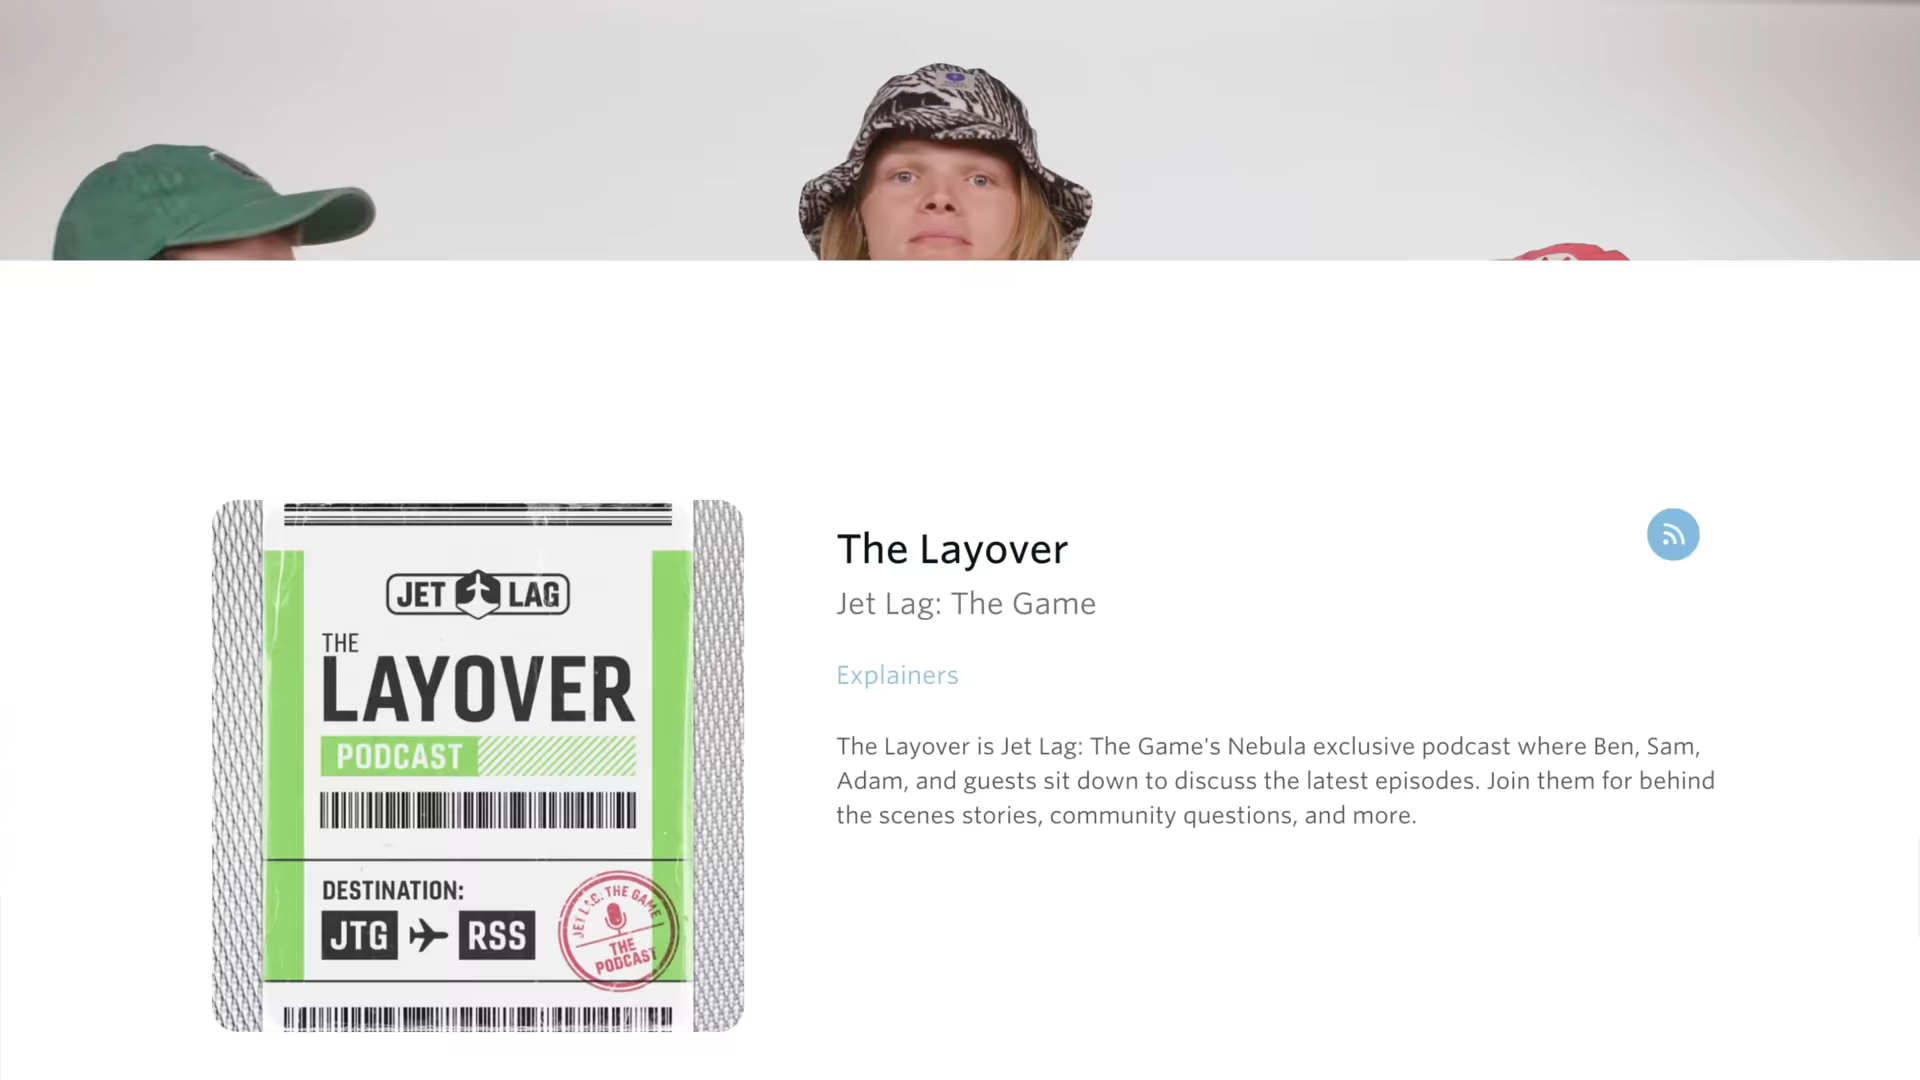 JET LAG
THE
LAYOVER
PODCAST
DESTINATION:
JTG RSS
JET LAG: THE GAME
THE
PODCAST
The Layover
Jet Lag: The Game
Explainers
The Layover is Jet Lag: The Game's Nebula exclusive podcast where Ben, Sam,
Adam, and guests sit down to discuss the latest episodes. Join them for behind
the scenes stories, community questions, and more.